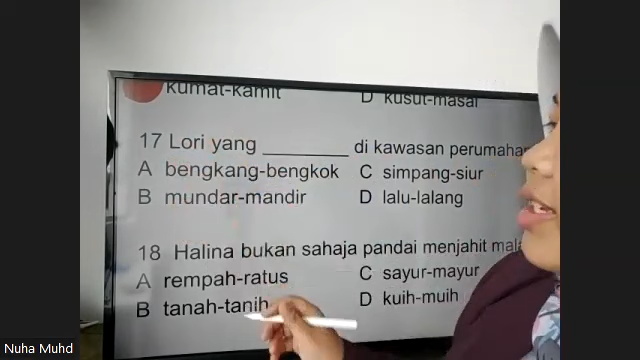 kumat-kamit
D kusut-masai
17 Lori yang ________ di kawasan
A bengkang-bengkok C simpang-siur
B mundar-mandir D lalu-lalang
18 Halina bukan sahaja pandai menjahit
A rempah-ratus C sayur-mayur
B tanah-tanih D kuih-muih
Nuha Muhd